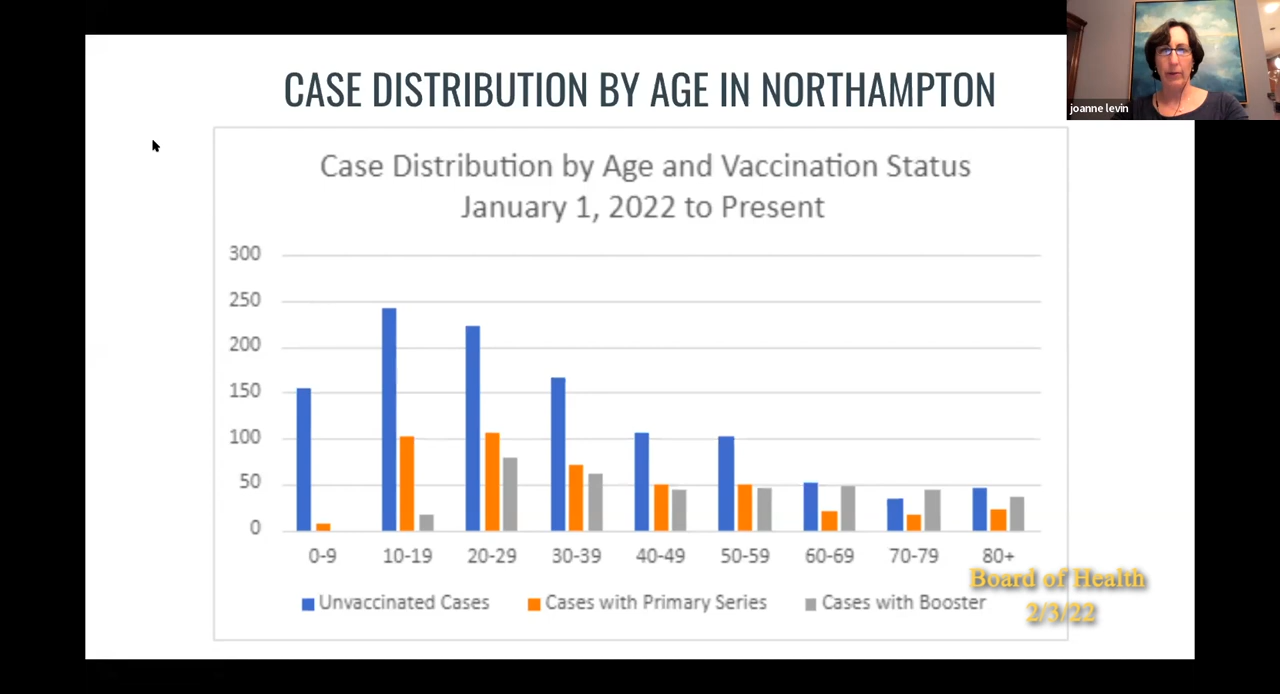 CASE DISTRIBUTION BY AGE IN NORTHAMPTON
joanne levin
Case Distribution by Age and Vaccination Status
January 1, 2022 to Present
300
250
200
150
100
50
0
0-9 10-19 20-29 30-39 40-49 50-59 60-69 70-79 80+
Unvaccinated Cases Cases with Primary Series Cases with Booster
Board of Health
2/3/22